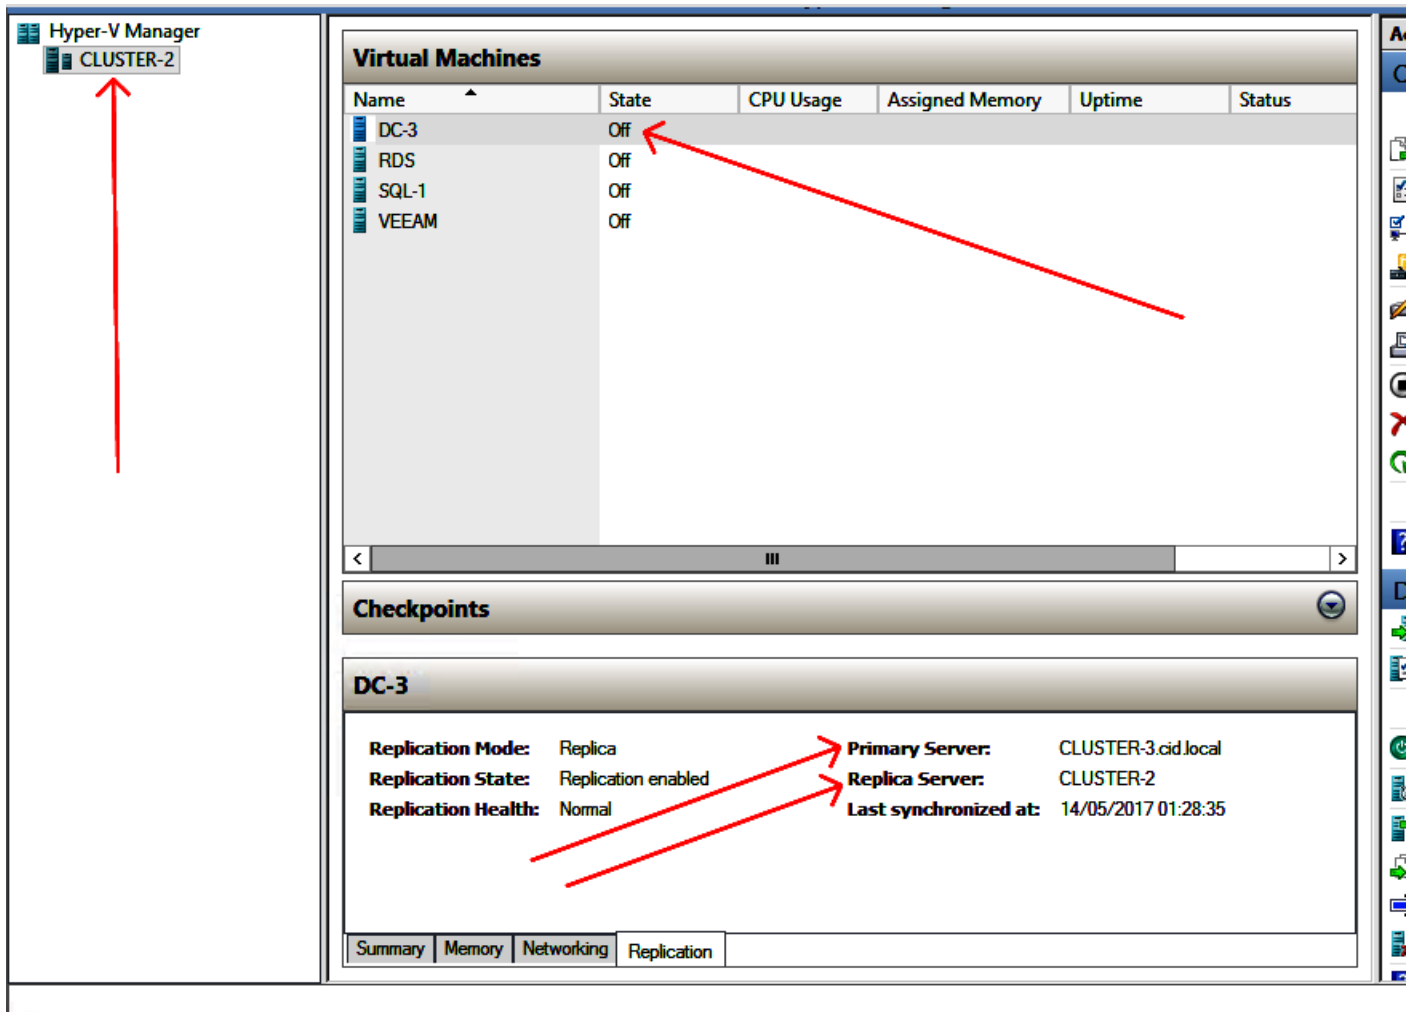 Hyper-V Manager
CLUSTER-2
Virtual Machines
Name State CPU Usage Assigned Memory Uptime Status
DC-3 Off
RDS Off
SQL-1 Off
VEEAM Off
Checkpoints
DC-3
Replication Mode: Replica Primary Server: CLUSTER-3.cid.local
Replication State: Replication enabled Replica Server: CLUSTER-2
Replication Health: Normal Last synchronized at: 14/05/2017 01:28:35
Summary Memory Networking Replication